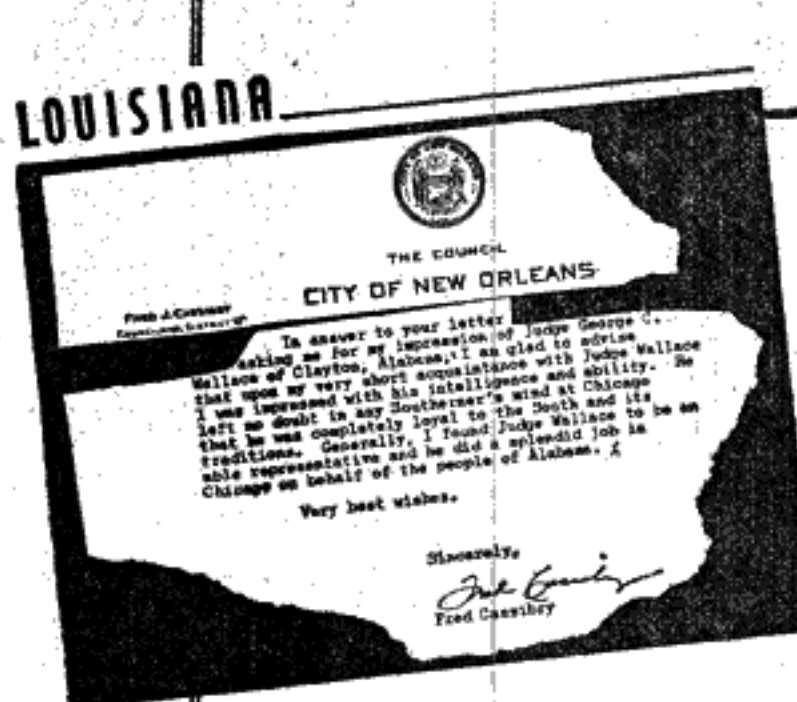 LOUISIANA
THE COUNCIL
CITY OF NEW ORLEANS
In answer to your letter
asking me for my impression of Judge George C.
Wallace of Clayton, Alabama, I am glad to advise
that upon my very short acquaintance with Judge Wallace
I was impressed with his intelligence and ability. He
left no doubt in any Southerner's mind at Chicago
that he was completely loyal to the South and its
traditions. Generally, I found Judge Wallace to be an
able representative and he did a splendid job in
Chicago on behalf of the people of Alabama.
Very best wishes.
Sincerely,
Fred Cassibry